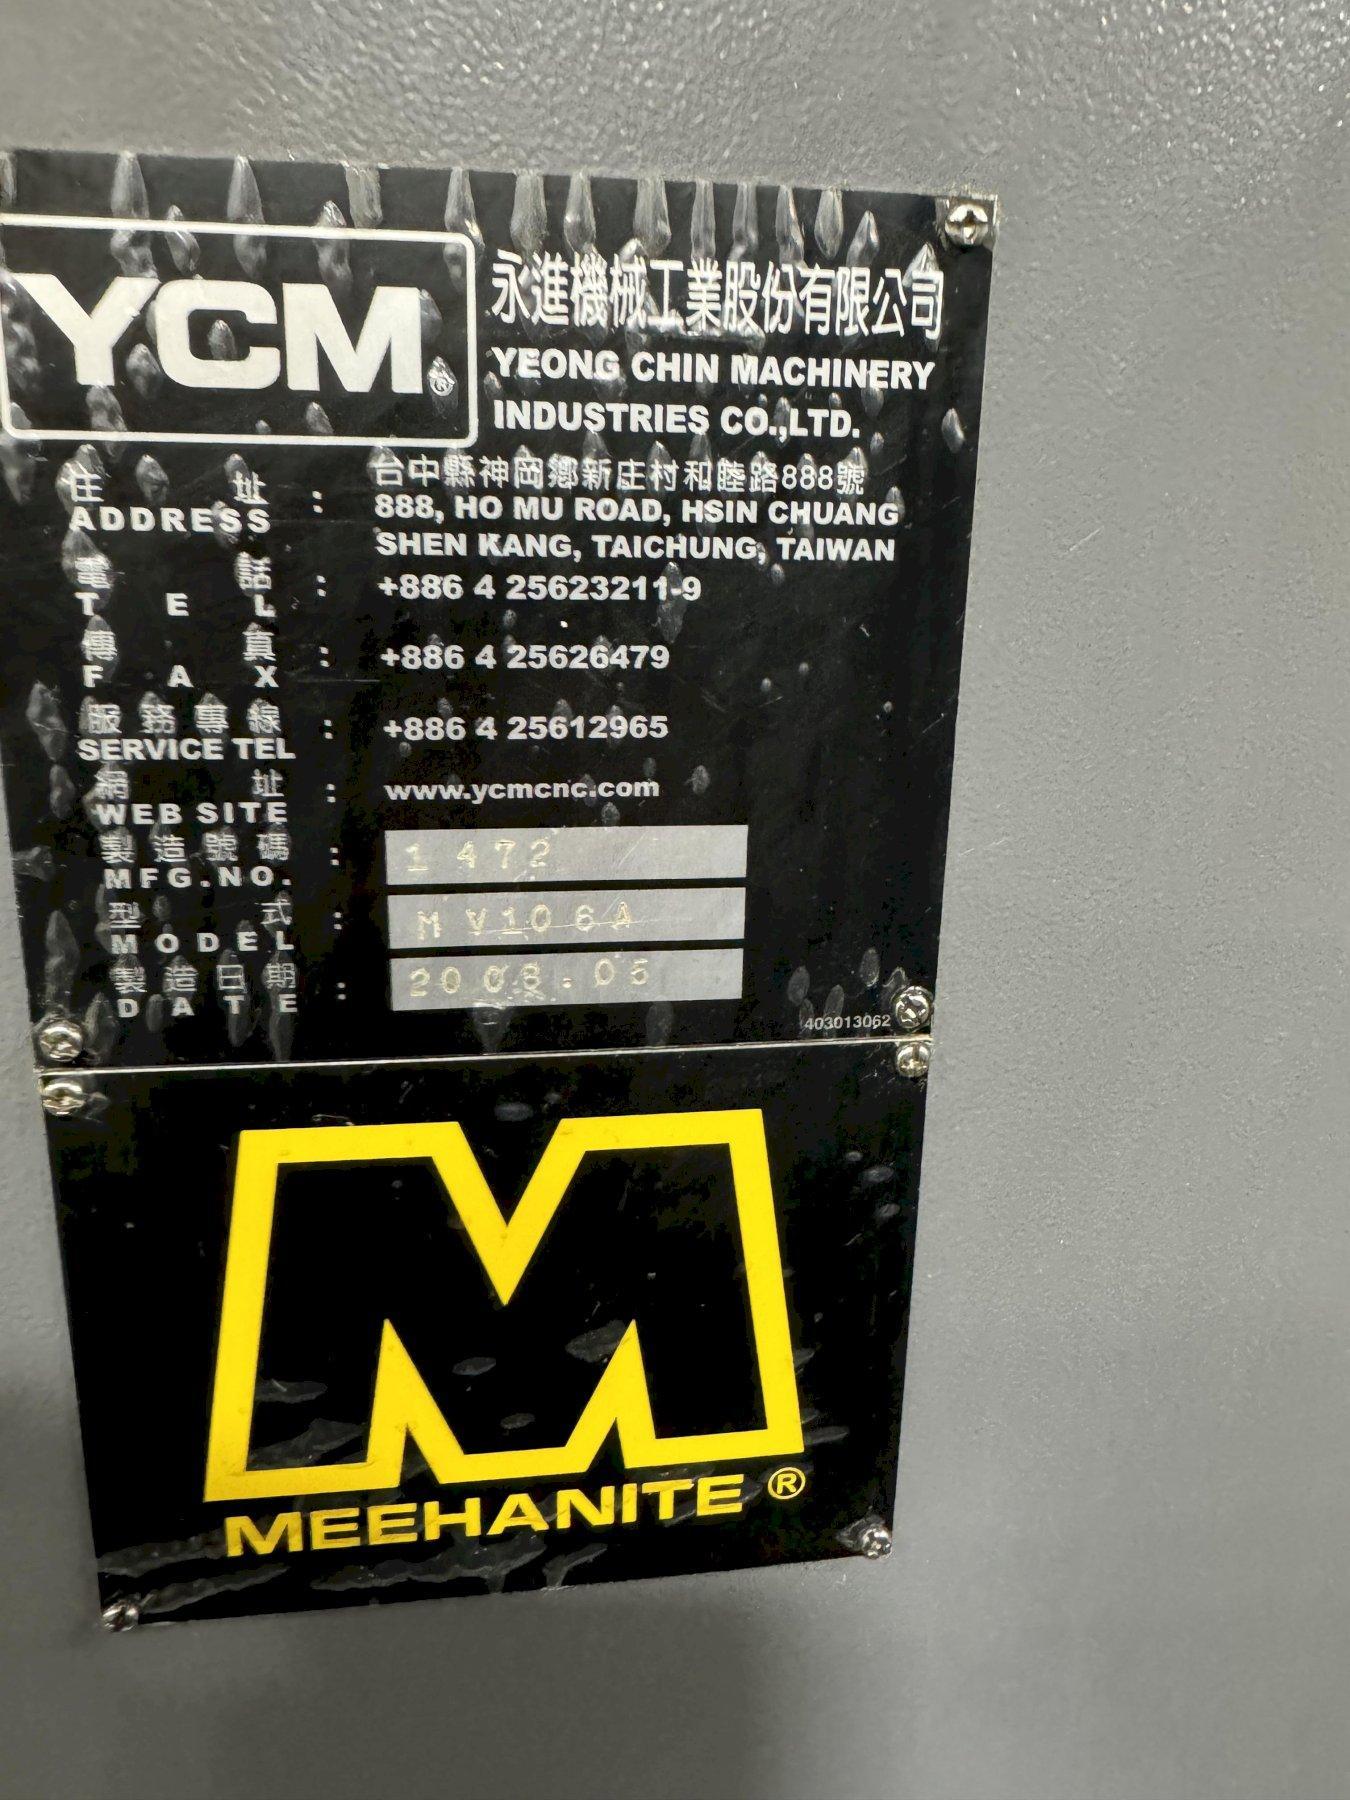 YCM®
永進機械工業股份有限公司
YEONG CHIN MACHINERY
INDUSTRIES CO.,LTD.
住址 : 台中縣神岡鄉新庄村和睦路888號
ADDRESS 888, HO MU ROAD, HSIN CHUANG
SHEN KANG, TAICHUNG, TAIWAN
電話 : +886 4 25623211-9
TEL
傳真 : +886 4 25626479
FAX
服務專線 : +886 4 25612965
SERVICE TEL
網址 : www.ycmcnc.com
WEB SITE
製造號碼 : 1472
MFG.NO.
型式 : MV106A
MODEL
製造日期 : 2008.05
DATE
403013062
M
MEEHANITE®